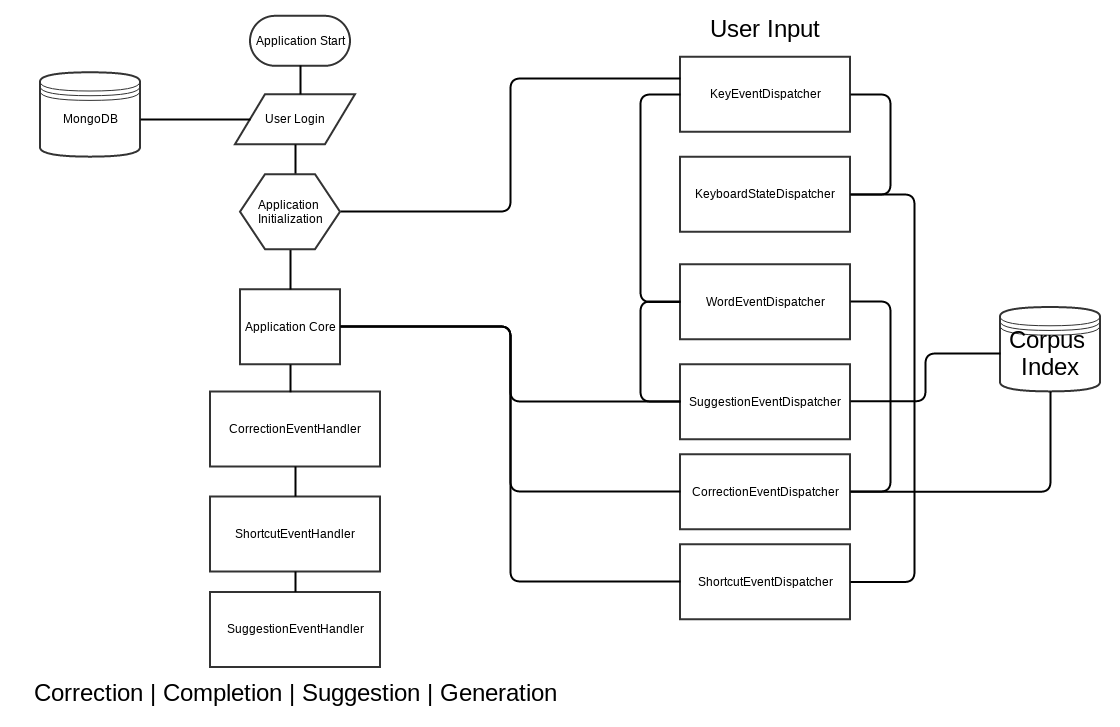 Application Start
User Input
MongoDB
User Login
KeyEventDispatcher
Application
Initialization
KeyboardStateDispatcher
WordEventDispatcher
Application Core
Corpus
Index
SuggestionEventDispatcher
CorrectionEventHandler
CorrectionEventDispatcher
ShortcutEventHandler
ShortcutEventDispatcher
SuggestionEventHandler
Correction | Completion | Suggestion | Generation